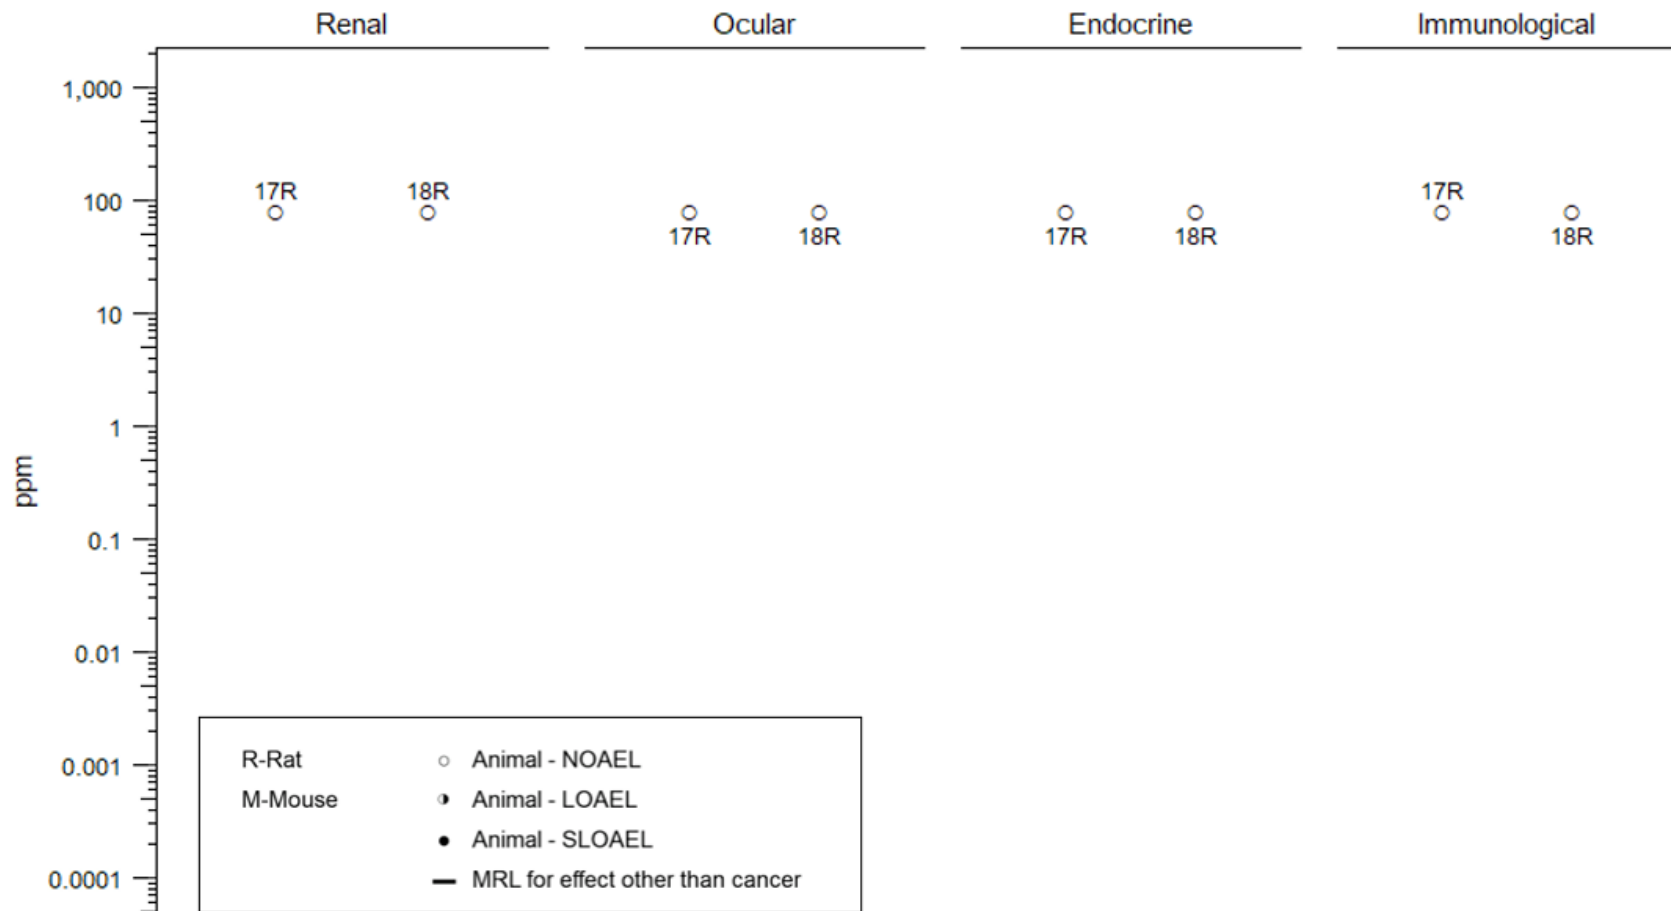 Renal Ocular Endocrine Immunological
1,000
17R 18R 17R
100
17R 18R 17R 18R 18R
10
1
ppm
0.1
0.01
R-Rat Animal - NOAEL
0.001
M-Mouse Animal - LOAEL
Animal - SLOAEL
0.0001
MRL for effect other than cancer